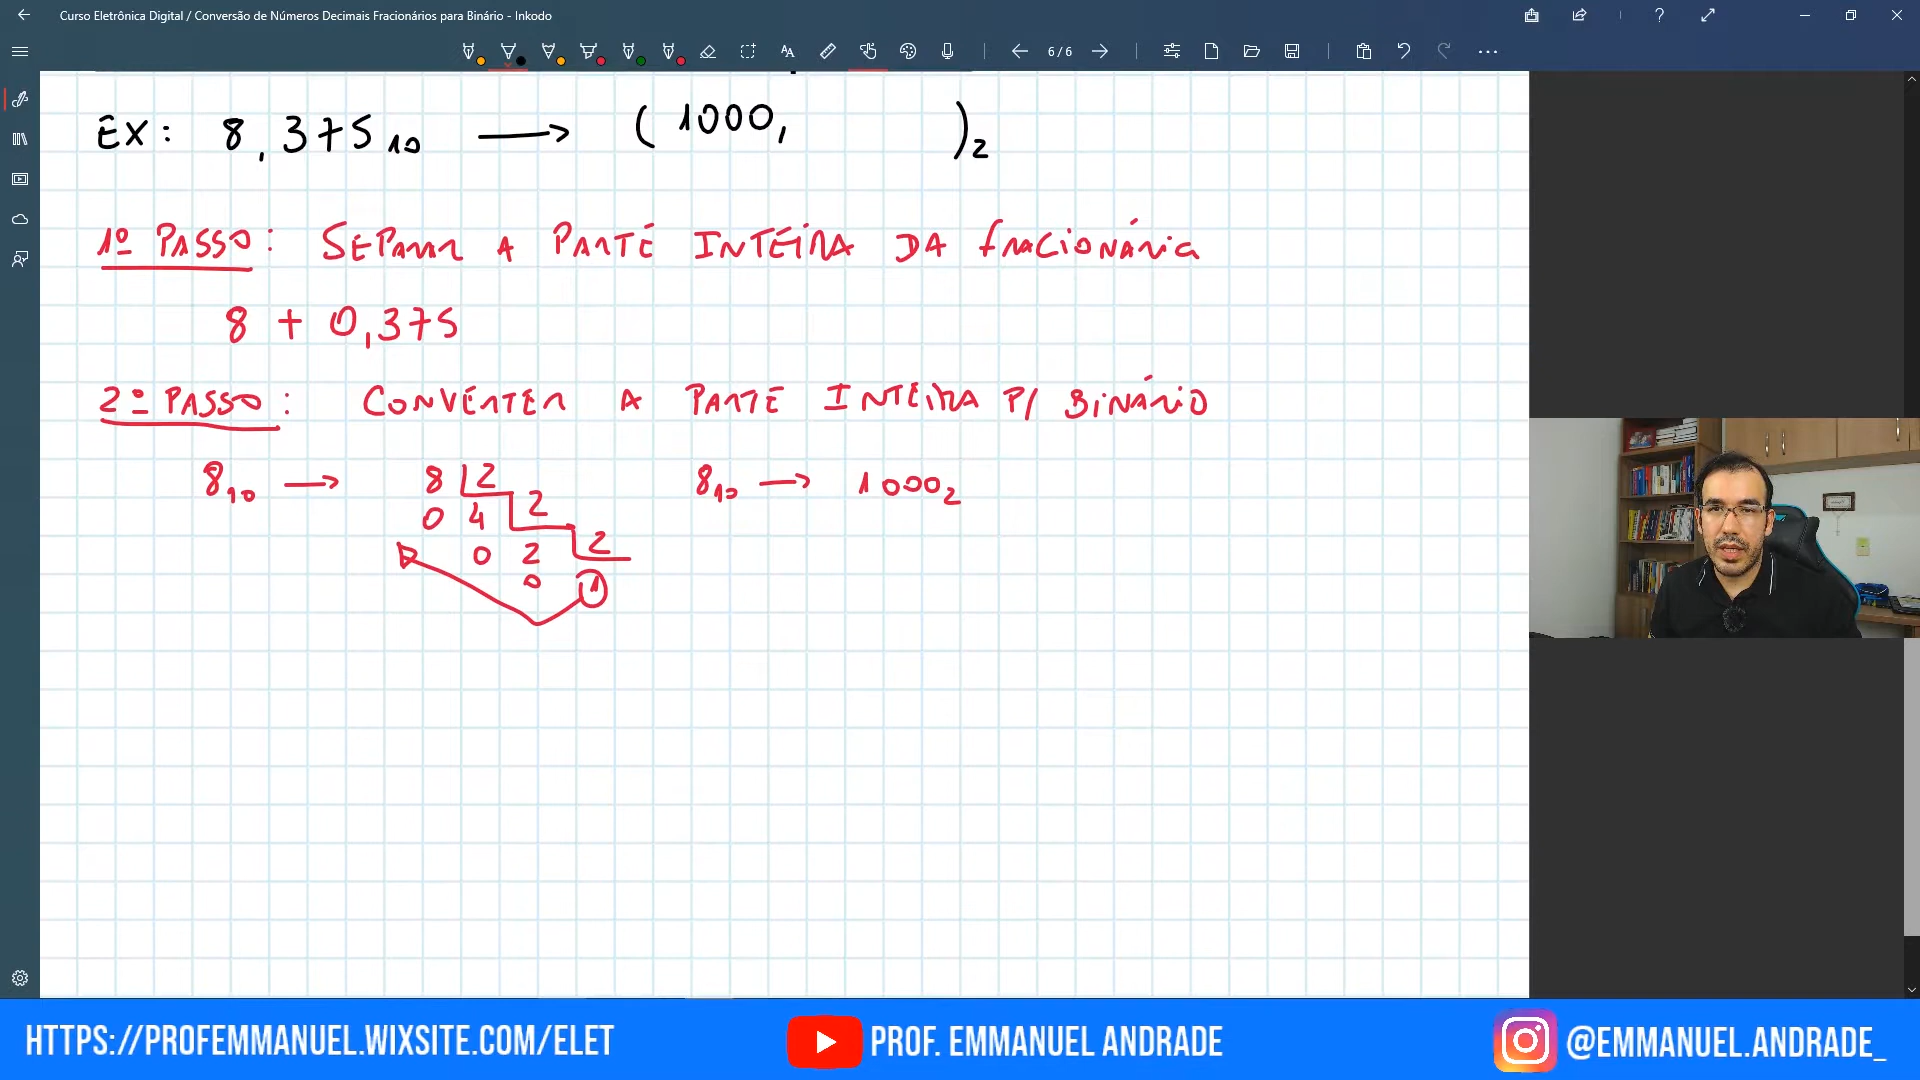 Curso Eletrônica Digital / Conversão de Números Decimais Fracionários para Binário - Inkodo
6/6
EX: 8,375₁₀ → (1000, )₂
1º PASSO: SEPARAR A PARTE INTEIRA DA fracionária
8 + 0,375
2º PASSO: CONVERTER A PARTE INTEIRA P/ BINÁRIO
8₁₀ → 8 2 8₁₀ → 1000₂
0 4 2
0 2 2
0 1
HTTPS://PROFEMMANUEL.WIXSITE.COM/ELET PROF. EMMANUEL ANDRADE @EMMANUEL.ANDRADE_